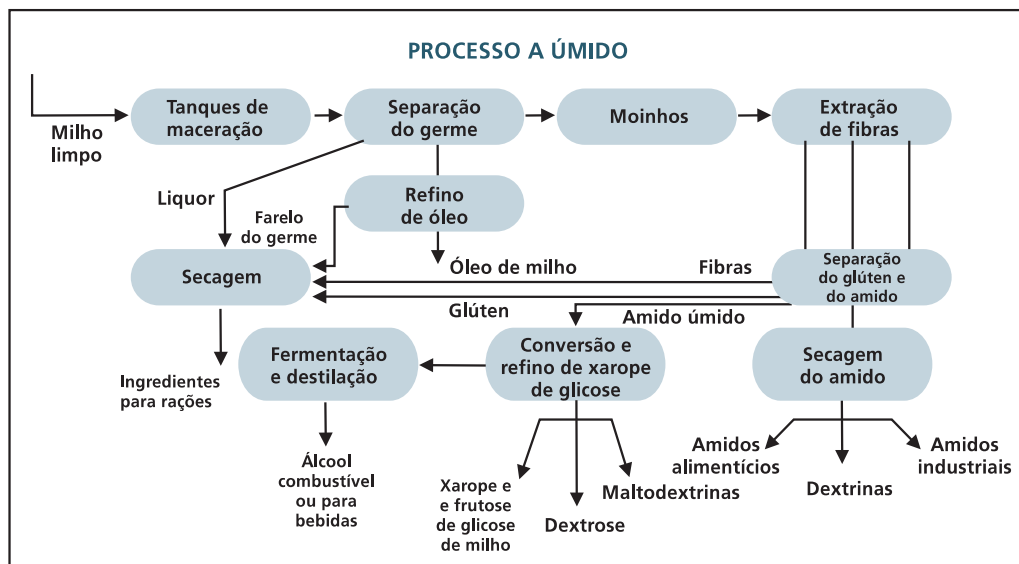 PROCESSO A ÚMIDO
Milho
limpo
Tanques de
maceração
Separação
do germe
Moinhos
Extração
de fibras
Liquor
Refino
de óleo
Farelo
do germe
Secagem
Óleo de milho
Fibras
Separação
do glúten e
do amido
Glúten
Amido úmido
Fermentação
e destilação
Conversão e
refino de xarope
de glicose
Secagem
do amido
Ingredientes
para rações
Álcool
combustível
ou para
bebidas
Xarope e
e frutose
de glicose
de milho
Dextrose
Maltodextrinas
Amidos
alimentícios
Dextrinas
Amidos
industriais